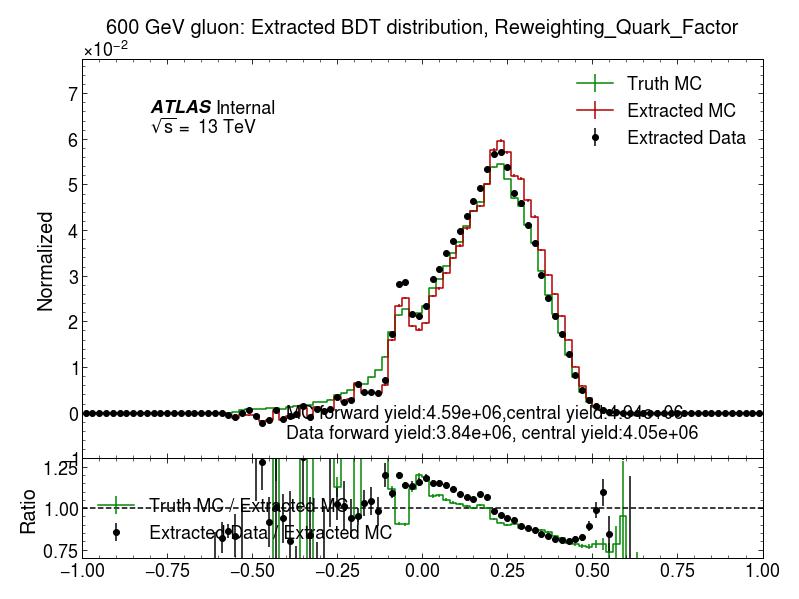 600 GeV gluon: Extracted BDT distribution, Reweighting_Quark_Factor
×10⁻²
ATLAS Internal
√s = 13 TeV
Truth MC
Extracted MC
Extracted Data
Normalized
7
6
5
4
3
2
1
0
1
MC forward yield:4.59e+06,central yield:4.84e+06
Data forward yield:3.84e+06, central yield:4.05e+06
Ratio
1.25
1.00
0.75
Truth MC / Extracted MC
Extracted Data / Extracted MC
−1.00 −0.75 −0.50 −0.25 0.00 0.25 0.50 0.75 1.00